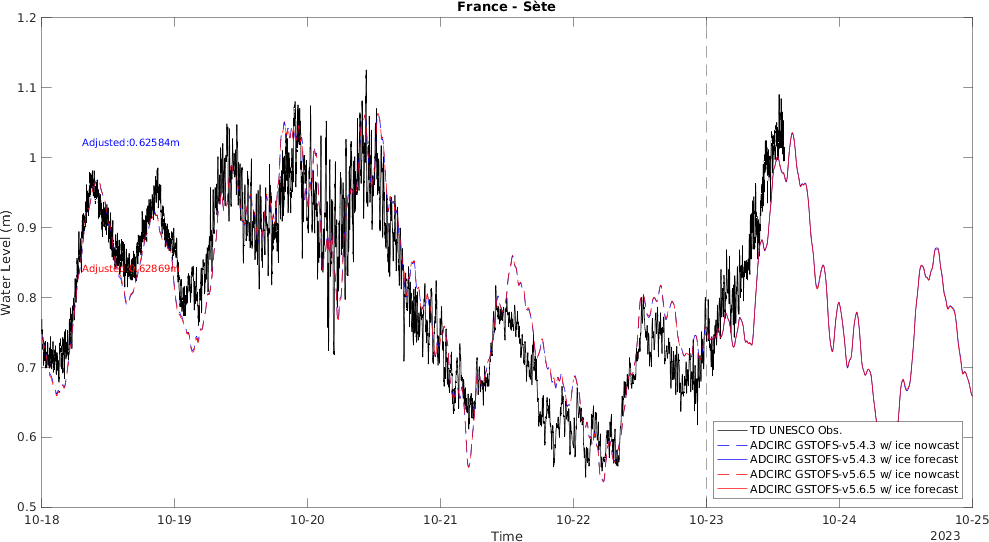 France - Sète
Water Level (m)
1.2
1.1
1
0.9
0.8
0.7
0.6
0.5
Adjusted:0.62584m
Adjusted:0.62869m
TD UNESCO Obs.
ADCIRC GSTOFS-v5.4.3 w/ ice nowcast
ADCIRC GSTOFS-v5.4.3 w/ ice forecast
ADCIRC GSTOFS-v5.6.5 w/ ice nowcast
ADCIRC GSTOFS-v5.6.5 w/ ice forecast
10-18 10-19 10-20 10-21 10-22 10-23 10-24 10-25
Time
2023